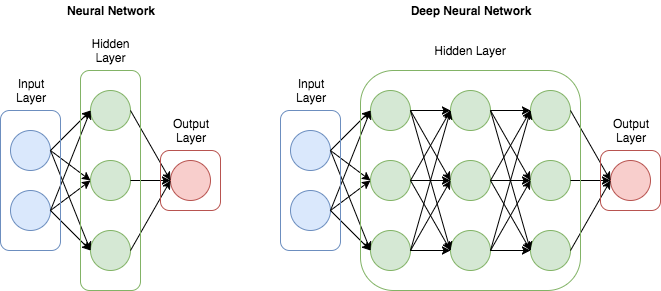 Neural Network
Hidden
Layer
Input
Layer
Output
Layer
Deep Neural Network
Hidden Layer
Input
Layer
Output
Layer